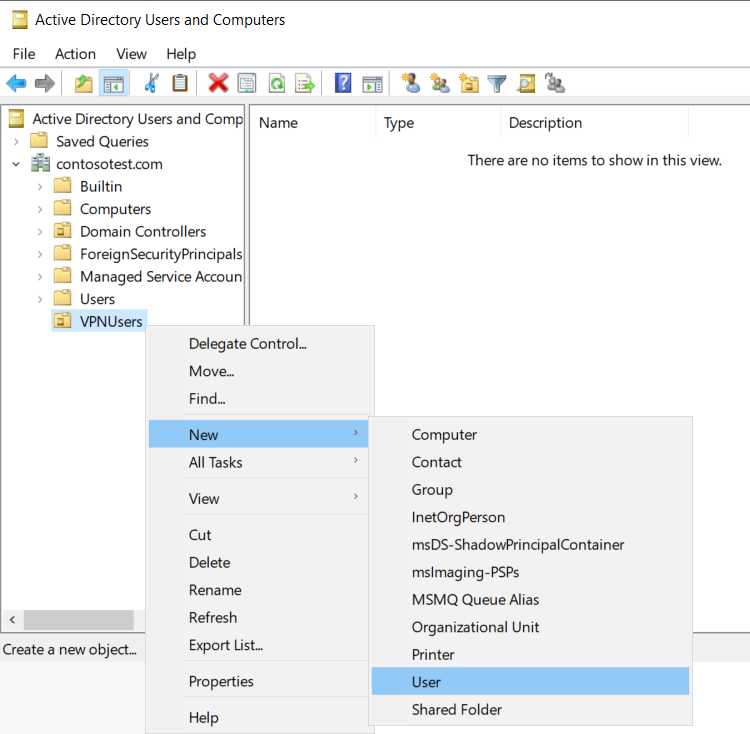 Active Directory Users and Computers
File Action View Help
Active Directory Users and Comp
Saved Queries
contosotest.com
Builtin
Computers
Domain Controllers
ForeignSecurityPrincipals
Managed Service Accoun
Users
VPNUsers
Name Type Description
There are no items to show in this view.
Delegate Control...
Move...
Find...
New
All Tasks
View
Cut
Delete
Rename
Refresh
Export List...
Properties
Help
Computer
Contact
Group
InetOrgPerson
msDS-ShadowPrincipalContainer
msImaging-PSPs
MSMQ Queue Alias
Organizational Unit
Printer
User
Shared Folder
Create a new object...